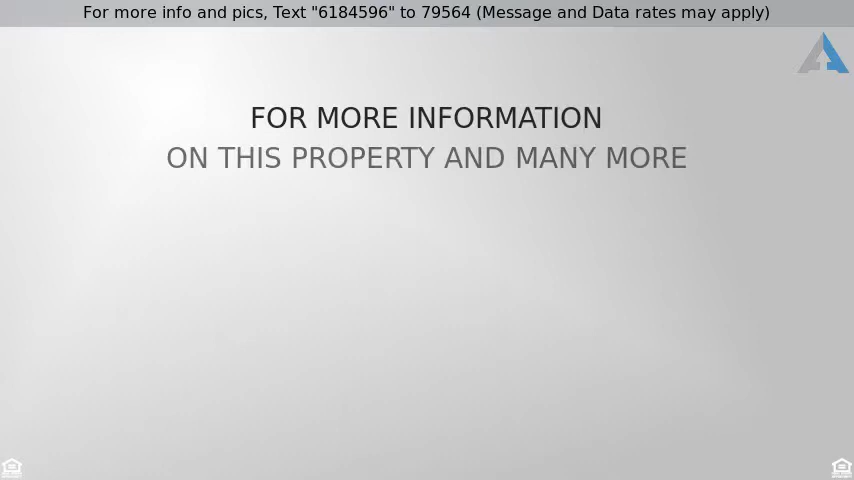 For more info and pics, Text "6184596" to 79564 (Message and Data rates may apply)
FOR MORE INFORMATION
ON THIS PROPERTY AND MANY MORE